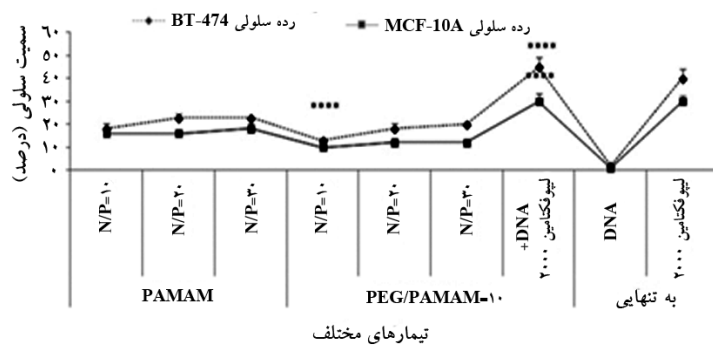 رده سلولی BT-474
رده سلولی MCF-10A
سمیت سلولی (درصد)
۶۰
۵۰
۴۰
۳۰
۲۰
۱۰
۰
N/P=۱۰
N/P=۲۰
N/P=۳۰
N/P=۱۰
N/P=۲۰
N/P=۳۰
لیپوفکتامین ۲۰۰۰
+DNA
DNA
لیپوفکتامین ۲۰۰۰
PAMAM
PEG/PAMAM=۱۰
به تنهایی
تیمارهای مختلف